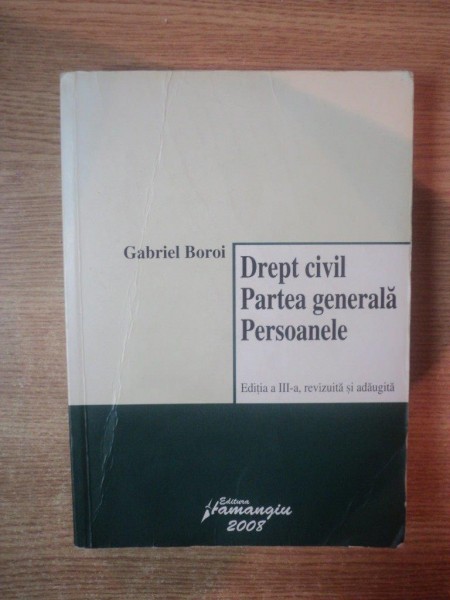 Gabriel Boroi
Drept civil
Partea generală
Persoanele
Ediția a III-a, revizuită și adăugită
Editura
Hamangiu
2008